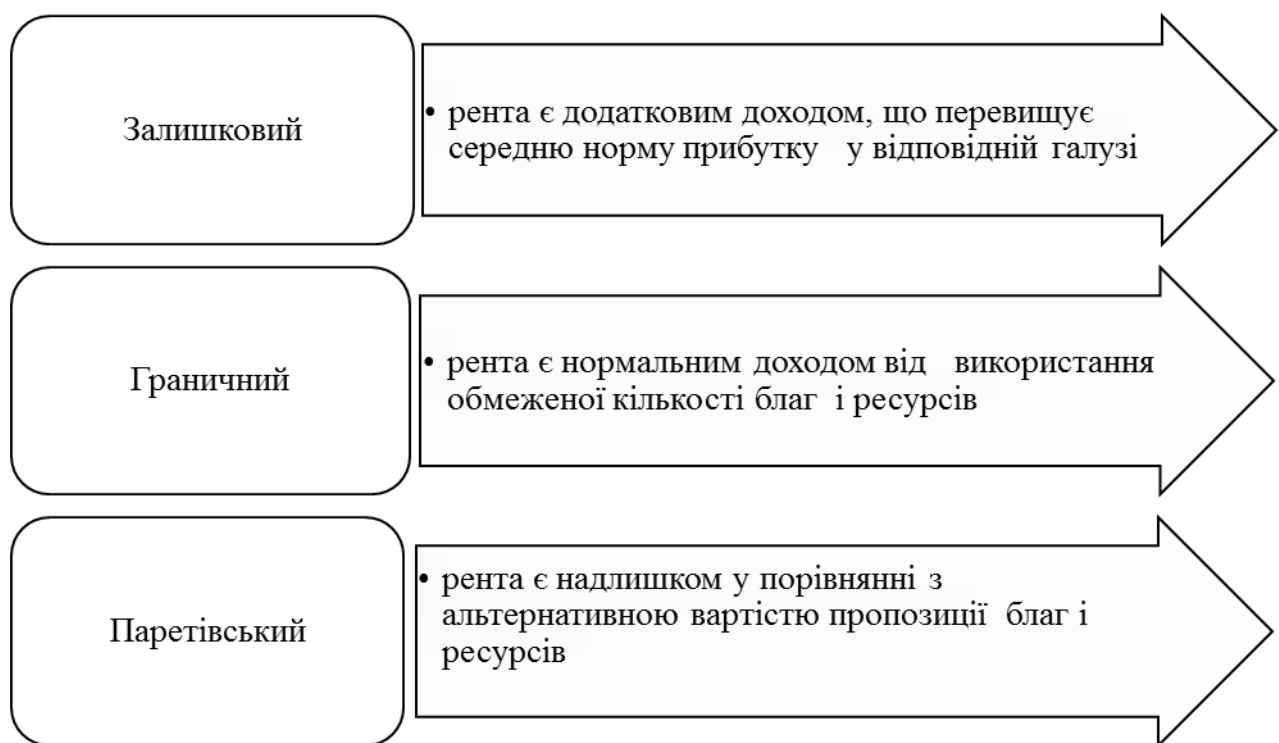 Залишковий
• рента є додатковим доходом, що перевищує
середню норму прибутку у відповідній галузі
Граничний
• рента є нормальним доходом від використання
обмеженої кількості благ і ресурсів
Паретівський
• рента є надлишком у порівнянні з
альтернативною вартістю пропозиції благ і
ресурсів